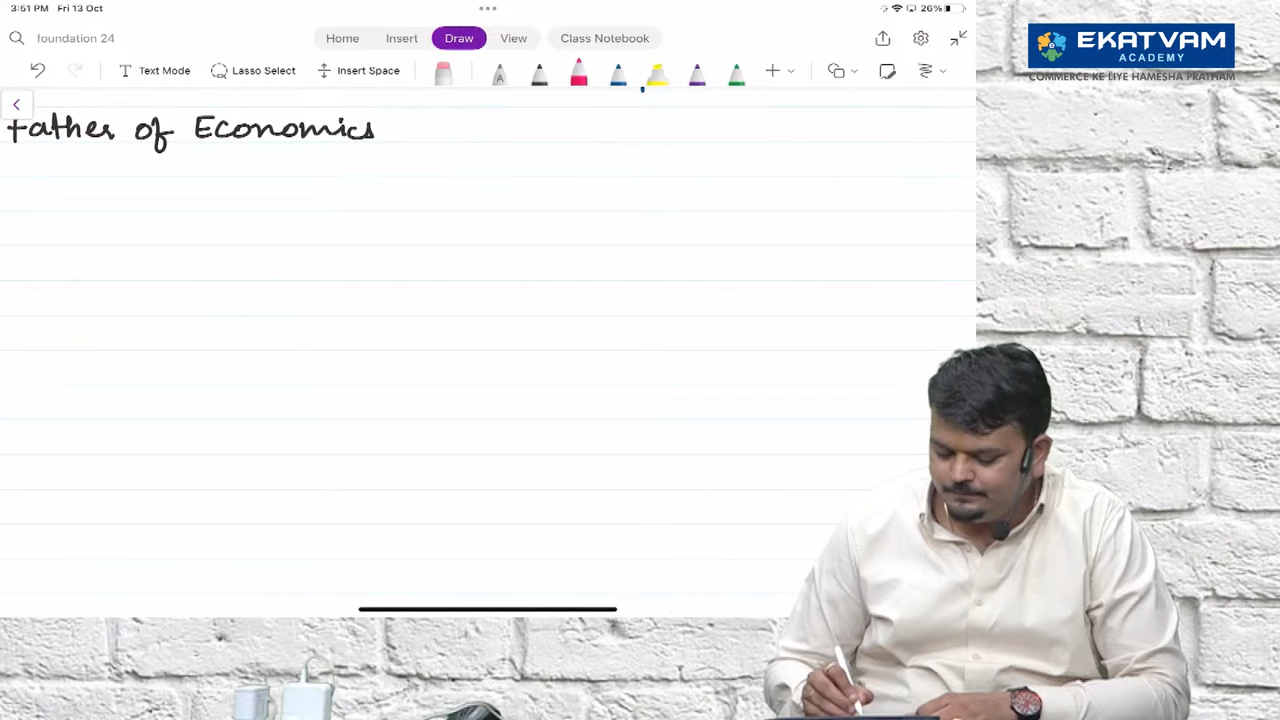 3:51 PM Fri 13 Oct
26%
foundation 24
Home Insert Draw View Class Notebook
Text Mode Lasso Select Insert Space
A
Father of Economics
EKATVAM
ACADEMY
COMMERCE KE LIYE HAMESHA PRATHAM